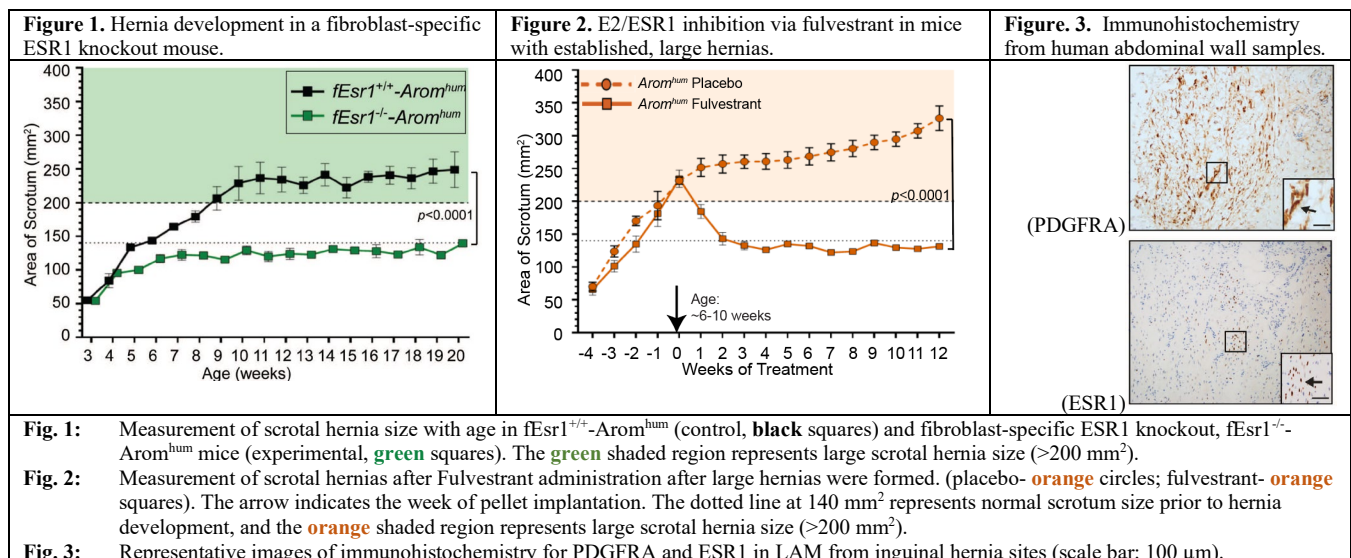 Figure 1. Hernia development in a fibroblast-specific
ESR1 knockout mouse.
Figure 2. E2/ESR1 inhibition via fulvestrant in mice
with established, large hernias.
Figure. 3. Immunohistochemistry
from human abdominal wall samples.
Area of Scrotum (mm²)
400
350
300
250
200
150
100
50
0
fEsr1+/+-Aromhum
fEsr1-/--Aromhum
p<0.0001
3 4 5 6 7 8 9 10 11 12 13 14 15 16 17 18 19 20
Age (weeks)
Area of Scrotum (mm²)
400
350
300
250
200
150
100
50
0
Aromhum Placebo
Aromhum Fulvestrant
p<0.0001
Age:
~6-10 weeks
-4 -3 -2 -1 0 1 2 3 4 5 6 7 8 9 10 11 12
Weeks of Treatment
(PDGFRA)
(ESR1)
Fig. 1: Measurement of scrotal hernia size with age in fEsr1+/+-Aromhum (control, black squares) and fibroblast-specific ESR1 knockout, fEsr1-/--
Aromhum mice (experimental, green squares). The green shaded region represents large scrotal hernia size (>200 mm²).
Fig. 2: Measurement of scrotal hernias after Fulvestrant administration after large hernias were formed. (placebo- orange circles; fulvestrant- orange
squares). The arrow indicates the week of pellet implantation. The dotted line at 140 mm² represents normal scrotum size prior to hernia
development, and the orange shaded region represents large scrotal hernia size (>200 mm²).
Fig. 3: Representative images of immunohistochemistry for PDGFRA and ESR1 in LAM from inguinal hernia sites (scale bar: 100 µm).